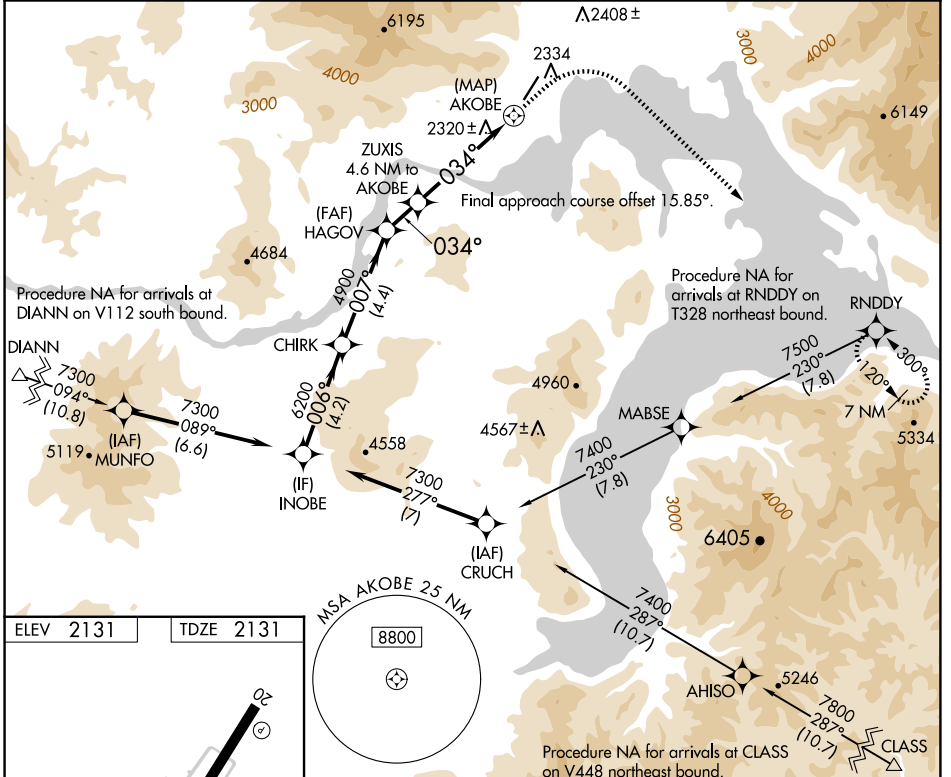 6195
2408 ±
3000
4000
4000
3000
2334
(MAP)
AKOBE
6149
2320 ±
ZUXIS
4.6 NM to
AKOBE
034°
Final approach course offset 15.85°.
(FAF)
HAGOV
034°
4684
4900
007°
(4.4)
Procedure NA for arrivals at
DIANN on V112 south bound.
Procedure NA for
arrivals at RNDDY on
T328 northeast bound.
RNDDY
7500
230°
(7.8)
300°
120°
7 NM
5334
CHIRK
DIANN
7300
094°
(10.8)
7300
089°
(6.6)
6200
006°
(4.2)
4960
MABSE
4567 ±
7400
230°
(7.8)
5119
(IAF)
MUNFO
4558
(IF)
INOBE
7300
277°
(7)
3000
4000
6405
(IAF)
CRUCH
MSA AKOBE 25 NM
8800
7400
287°
(10.7)
ELEV 2131
TDZE 2131
AHISO
5246
7800
287°
(10.7)
CLASS
20
P
Procedure NA for arrivals at CLASS
on V448 northeast bound.